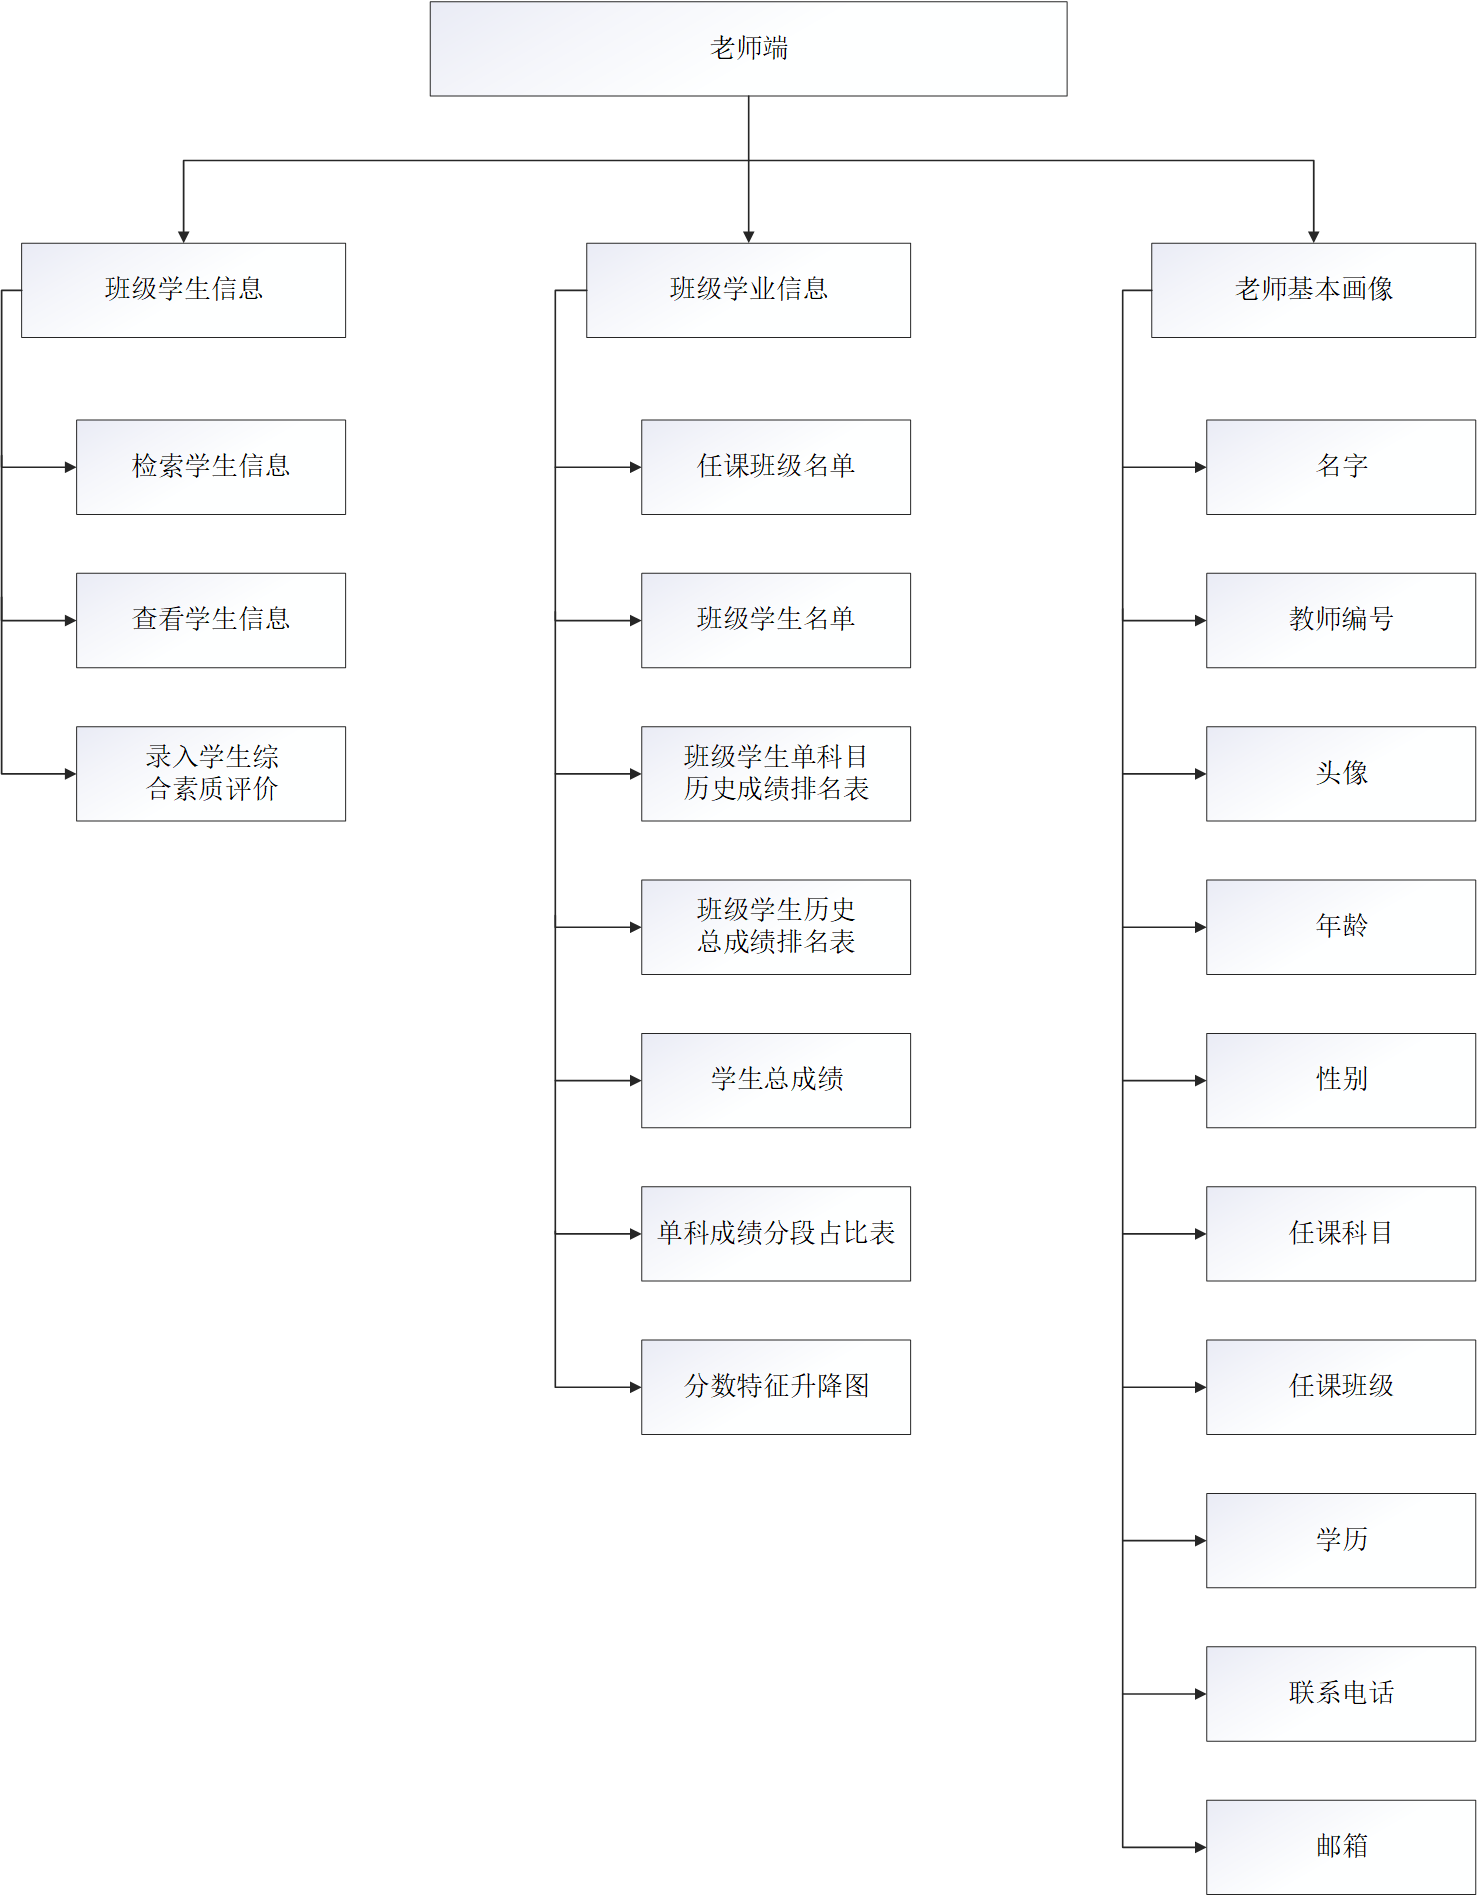 老师端
班级学生信息
检索学生信息
查看学生信息
录入学生综
合素质评价
班级学业信息
任课班级名单
班级学生名单
班级学生单科目
历史成绩排名表
班级学生历史
总成绩排名表
学生总成绩
单科成绩分段占比表
分数特征升降图
老师基本画像
名字
教师编号
头像
年龄
性别
任课科目
任课班级
学历
联系电话
邮箱